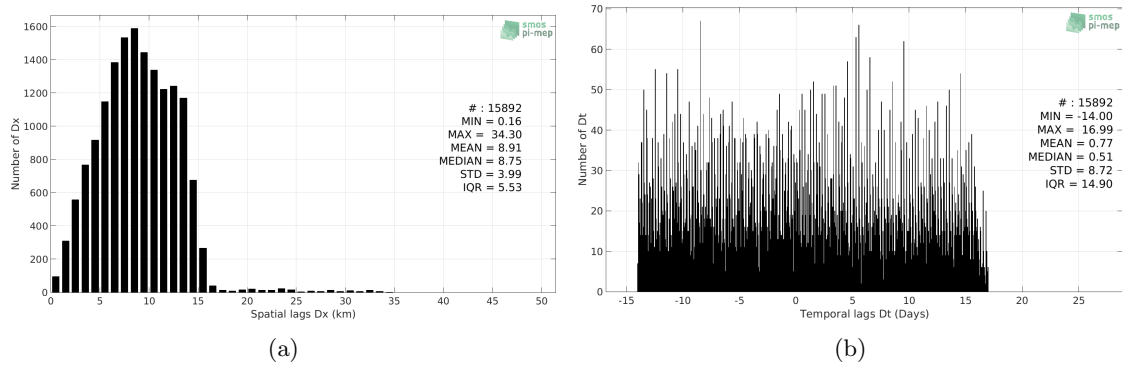 1600
1400
1200
1000
800
600
400
200
0
Number of Dx
0 5 10 15 20 25 30 35 40 45 50
Spatial lags Dx (km)
smos
pi-mep
# : 15892
MIN = 0.16
MAX = 34.30
MEAN = 8.91
MEDIAN = 8.75
STD = 3.99
IQR = 5.53
(a)
70
60
50
40
30
20
10
0
Number of Dt
-15 -10 -5 0 5 10 15 20 25
Temporal lags Dt (Days)
smos
pi-mep
# : 15892
MIN = -14.00
MAX = 16.99
MEAN = 0.77
MEDIAN = 0.51
STD = 8.72
IQR = 14.90
(b)